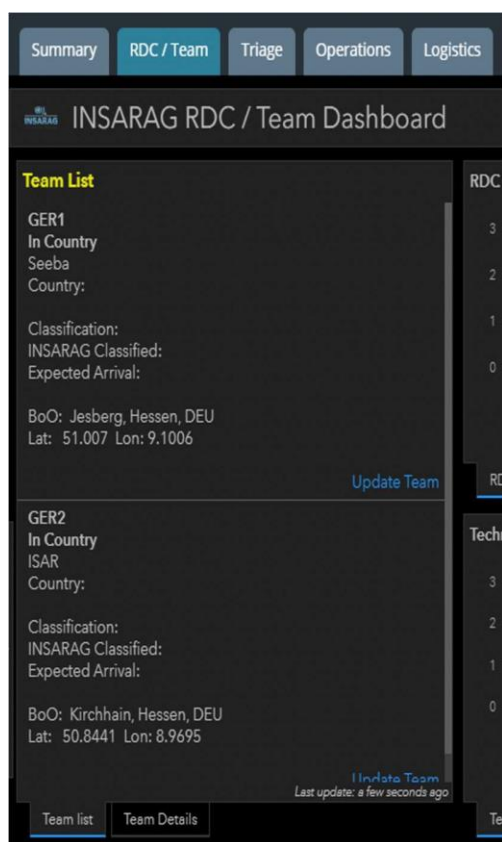 Summary
RDC / Team
Triage
Operations
Logistics
INSARAG
INSARAG RDC / Team Dashboard
Team List
GER1
In Country
Seeba
Country:
Classification:
INSARAG Classified:
Expected Arrival:
BoO: Jesberg, Hessen, DEU
Lat: 51.007 Lon: 9.1006
Update Team
GER2
In Country
ISAR
Country:
Classification:
INSARAG Classified:
Expected Arrival:
BoO: Kirchhain, Hessen, DEU
Lat: 50.8441 Lon: 8.9695
Update Team
Last update: a few seconds ago
Team list
Team Details
RDC
3
2
1
0
3
2
1
0